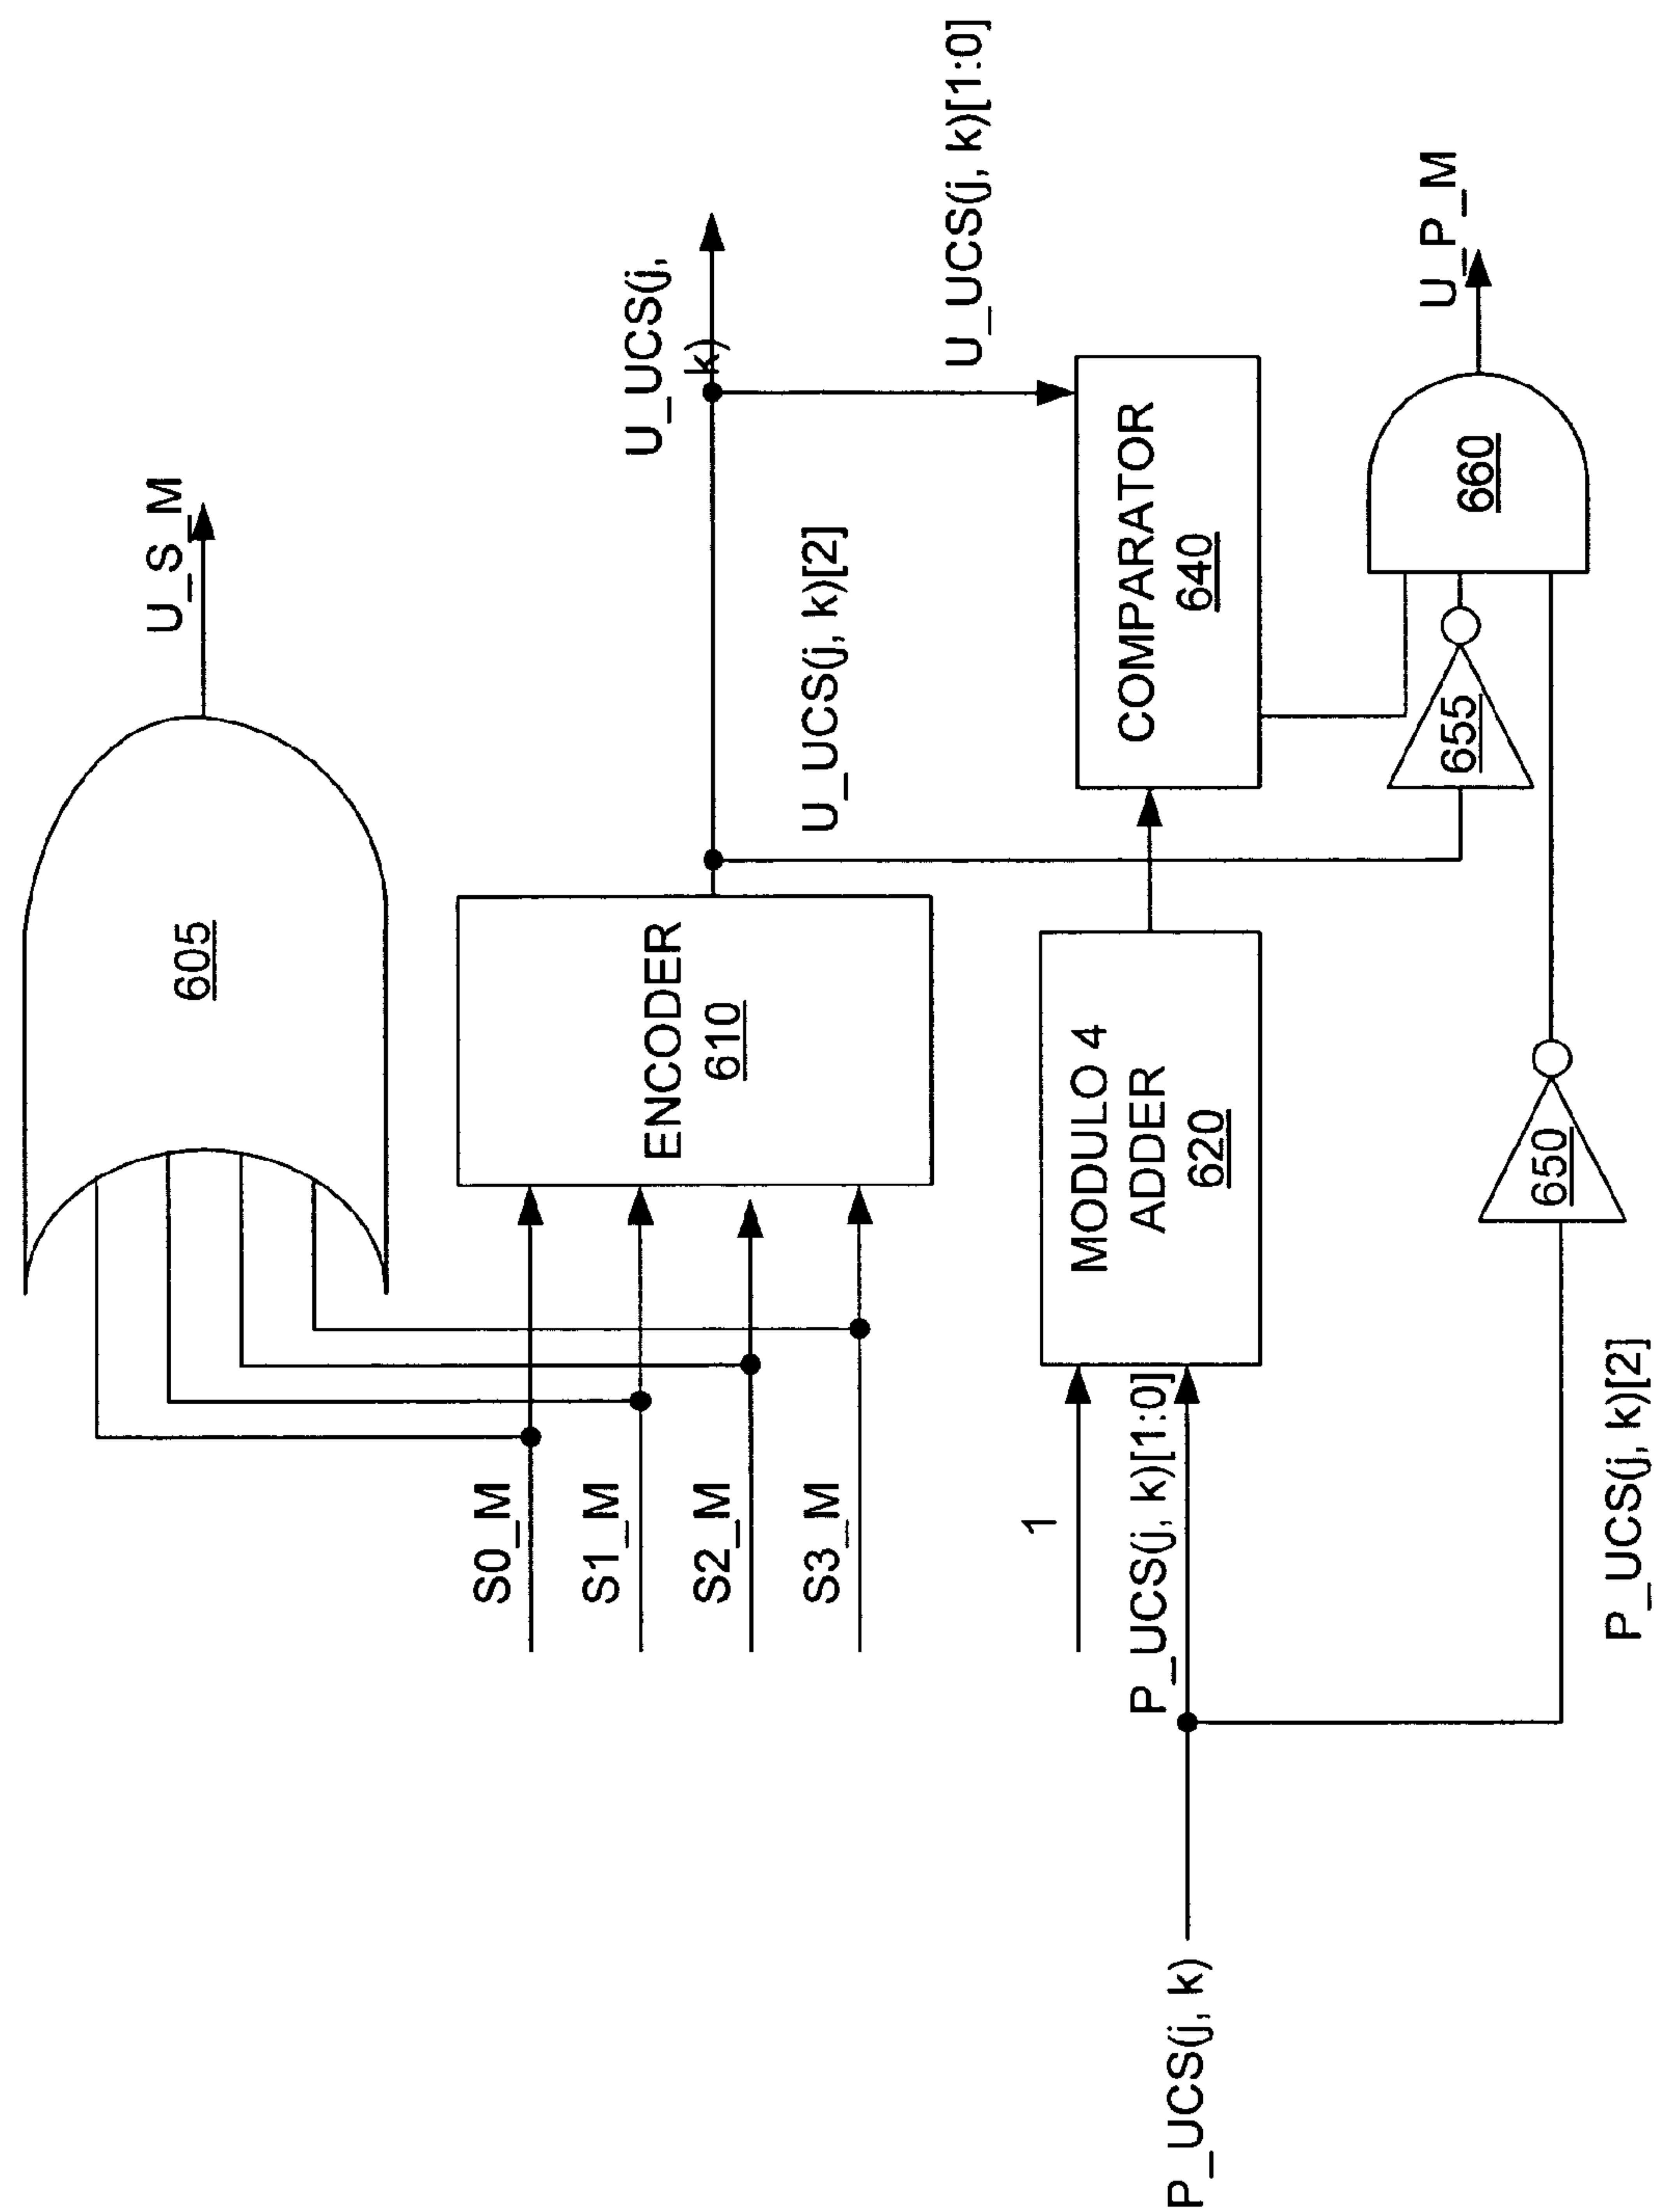 U_S_M
605
S0_M
S1_M
S2_M
S3_M
ENCODER
610
U_UCS(j,
k)
U_UCS(j, k)[2]
U_UCS(j, k)[1:0]
1
P_UCS(j, k)[1:0]
MODULO 4
ADDER
620
COMPARATOR
640
P_UCS(j, k)
P_UCS(j, k)[2]
650
655
660
U_P_M